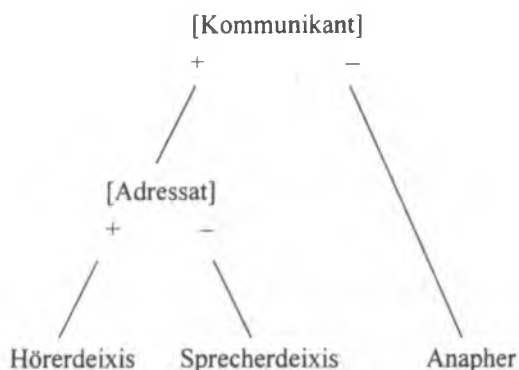 [Kommunikant]
+ –
[Adressat]
+ –
Hörerdeixis Sprecherdeixis Anapher